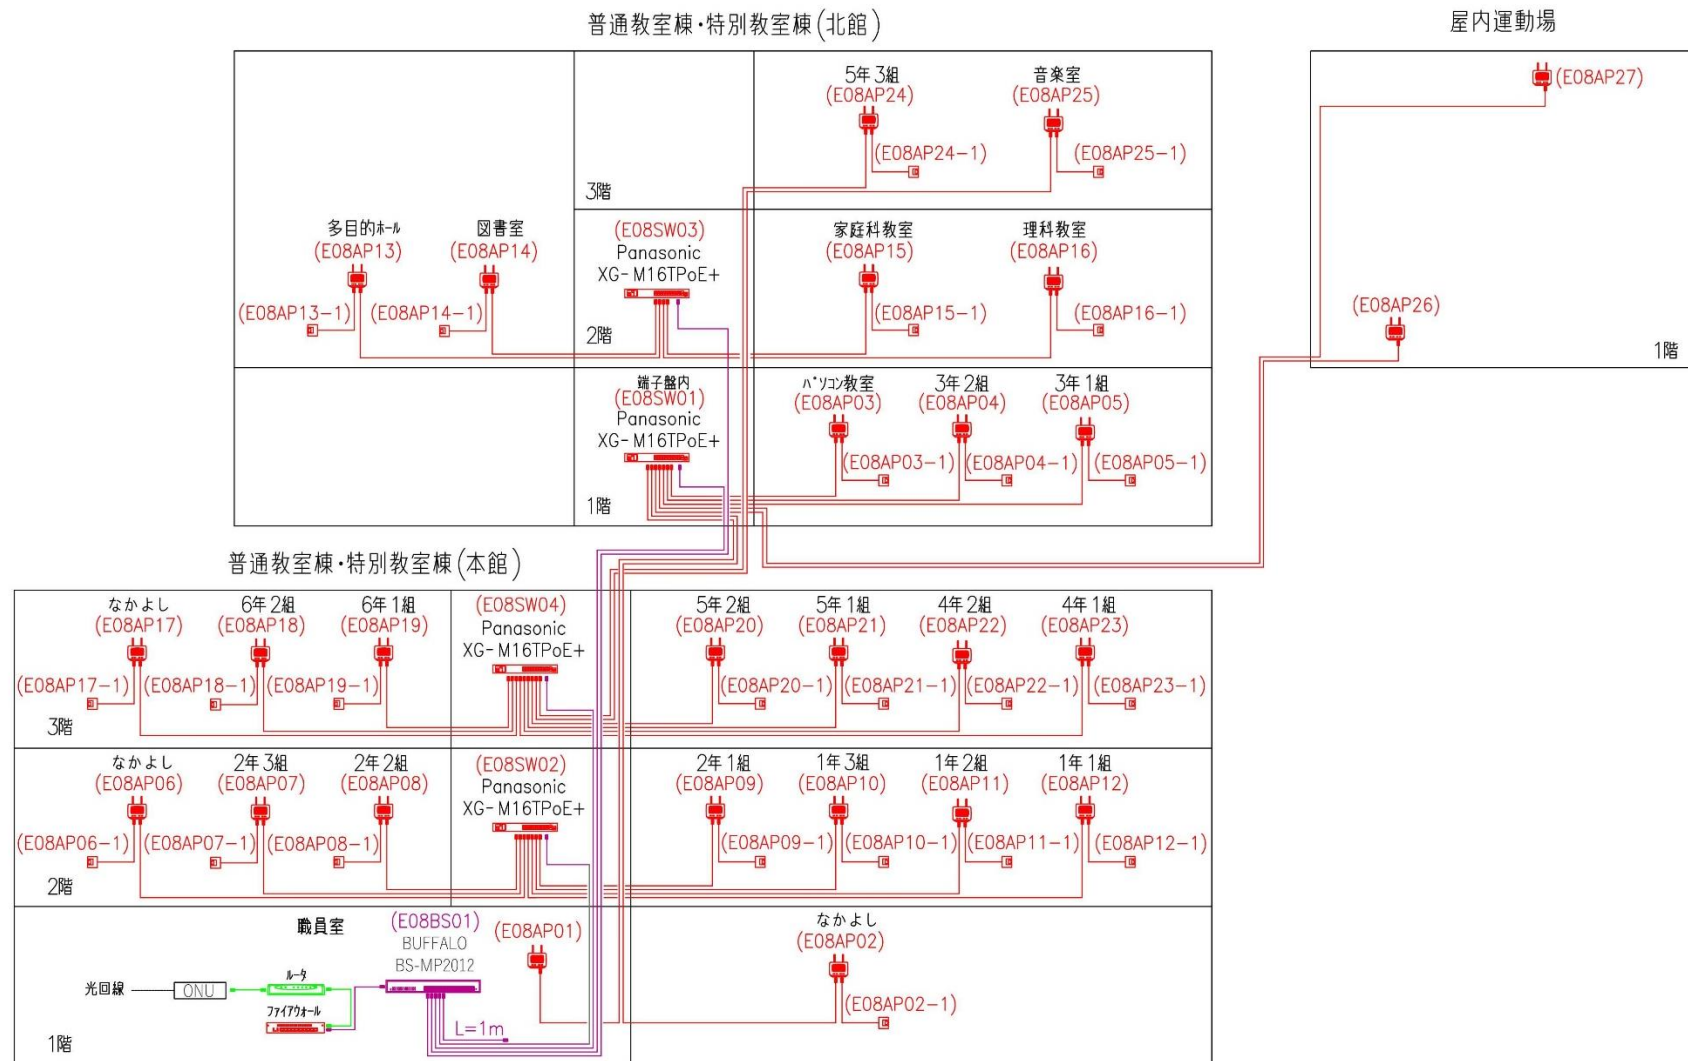 普通教室棟・特別教室棟(北館)
屋内運動場
5年3組
(E08AP24)
音楽室
(E08AP25)
(E08AP24-1)
(E08AP25-1)
3階
(E08AP27)
多目的ホール
(E08AP13)
図書室
(E08AP14)
(E08SW03)
Panasonic
XG-M16TPoE+
家庭科教室
(E08AP15)
理科教室
(E08AP16)
(E08AP13-1)
(E08AP14-1)
(E08AP15-1)
(E08AP16-1)
2階
(E08AP26)
1階
端子盤内
(E08SW01)
Panasonic
XG-M16TPoE+
パソコン教室
(E08AP03)
3年2組
(E08AP04)
3年1組
(E08AP05)
(E08AP03-1)
(E08AP04-1)
(E08AP05-1)
1階
普通教室棟・特別教室棟(本館)
なかよし
(E08AP17)
6年2組
(E08AP18)
6年1組
(E08AP19)
(E08SW04)
Panasonic
XG-M16TPoE+
5年2組
(E08AP20)
5年1組
(E08AP21)
4年2組
(E08AP22)
4年1組
(E08AP23)
(E08AP17-1)
(E08AP18-1)
(E08AP19-1)
(E08AP20-1)
(E08AP21-1)
(E08AP22-1)
(E08AP23-1)
3階
なかよし
(E08AP06)
2年3組
(E08AP07)
2年2組
(E08AP08)
(E08SW02)
Panasonic
XG-M16TPoE+
2年1組
(E08AP09)
1年3組
(E08AP10)
1年2組
(E08AP11)
1年1組
(E08AP12)
(E08AP06-1)
(E08AP07-1)
(E08AP08-1)
(E08AP09-1)
(E08AP10-1)
(E08AP11-1)
(E08AP12-1)
2階
職員室
(E08BS01)
BUFFALO
BS-MP2012
(E08AP01)
なかよし
(E08AP02)
光回線
ONU
ルータ
ファイアウォール
L=1m
(E08AP02-1)
1階